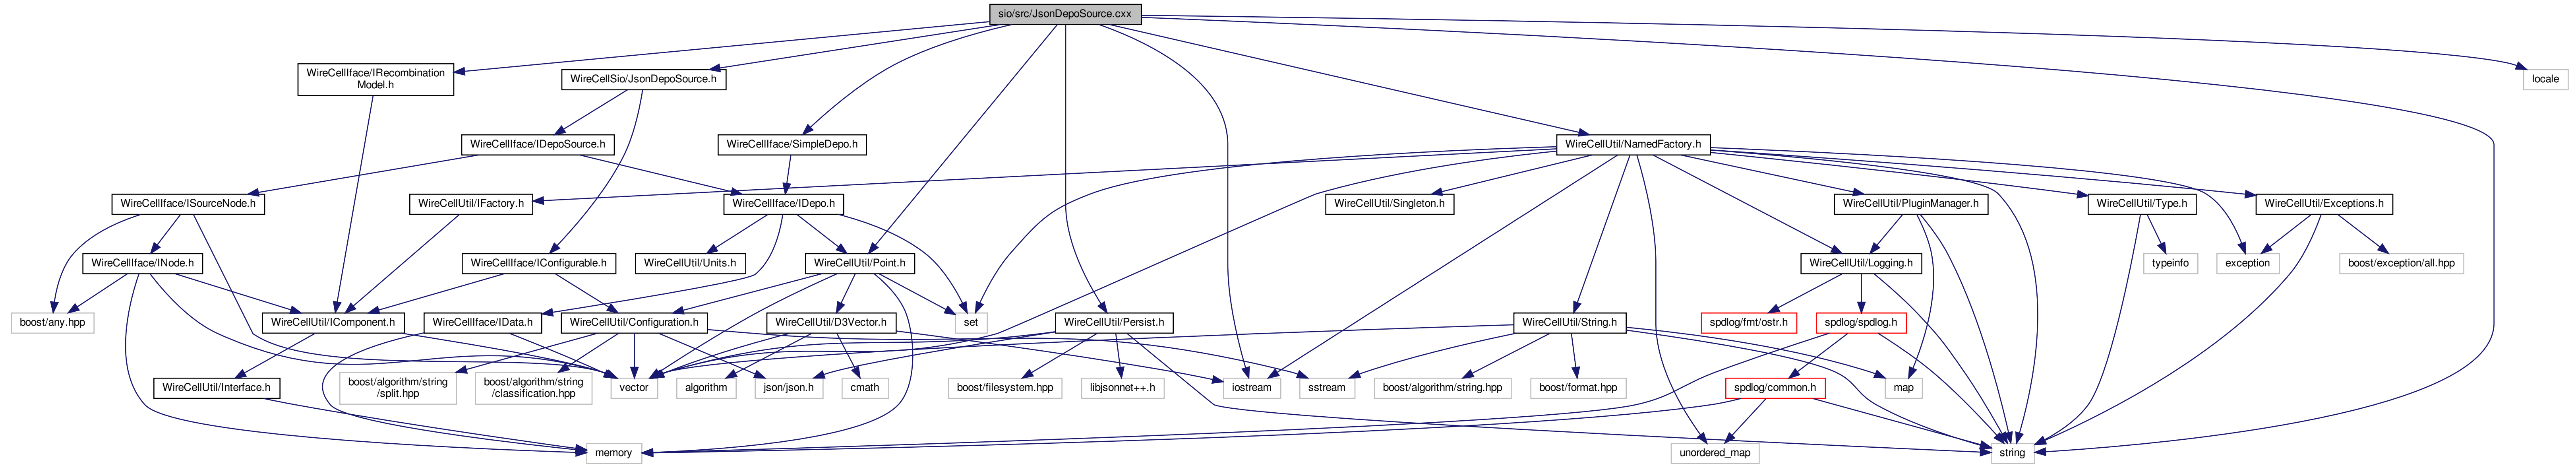 sio/src/JsonDepoSource.cxx
WireCellIface/IRecombination
Model.h
WireCellSio/JsonDepoSource.h
locale
WireCellIface/IDepoSource.h
WireCellIface/SimpleDepo.h
WireCellUtil/NamedFactory.h
WireCellIface/ISourceNode.h
WireCellUtil/IFactory.h
WireCellIface/IDepo.h
WireCellUtil/Singleton.h
WireCellUtil/PluginManager.h
WireCellUtil/Type.h
WireCellUtil/Exceptions.h
WireCellIface/INode.h
WireCellIface/IConfigurable.h
WireCellUtil/Units.h
WireCellUtil/Point.h
WireCellUtil/Logging.h
typeinfo
exception
boost/exception/all.hpp
boost/any.hpp
WireCellUtil/IComponent.h
WireCellIface/IData.h
WireCellUtil/Configuration.h
WireCellUtil/D3Vector.h
set
WireCellUtil/Persist.h
WireCellUtil/String.h
spdlog/fmt/ostr.h
spdlog/spdlog.h
WireCellUtil/Interface.h
boost/algorithm/string
/split.hpp
boost/algorithm/string
/classification.hpp
vector
algorithm
json/json.h
cmath
boost/filesystem.hpp
libjsonnet++.h
iostream
sstream
boost/algorithm/string.hpp
boost/format.hpp
spdlog/common.h
map
memory
unordered_map
string